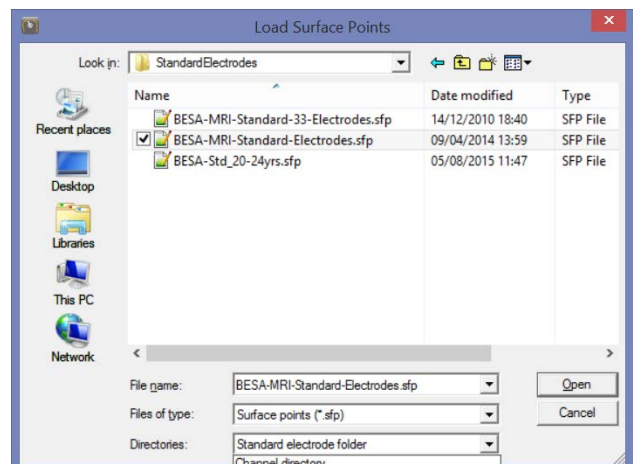 Load Surface Points
Look in: StandardElectrodes
Name Date modified Type
BESA-MRI-Standard-33-Electrodes.sfp 14/12/2010 18:40 SFP File
BESA-MRI-Standard-Electrodes.sfp 09/04/2014 13:59 SFP File
BESA-Std_20-24yrs.sfp 05/08/2015 11:47 SFP File
Recent places
Desktop
Libraries
This PC
Network
File name: BESA-MRI-Standard-Electrodes.sfp Open
Files of type: Surface points (*.sfp) Cancel
Directories: Standard electrode folder
Channel directory